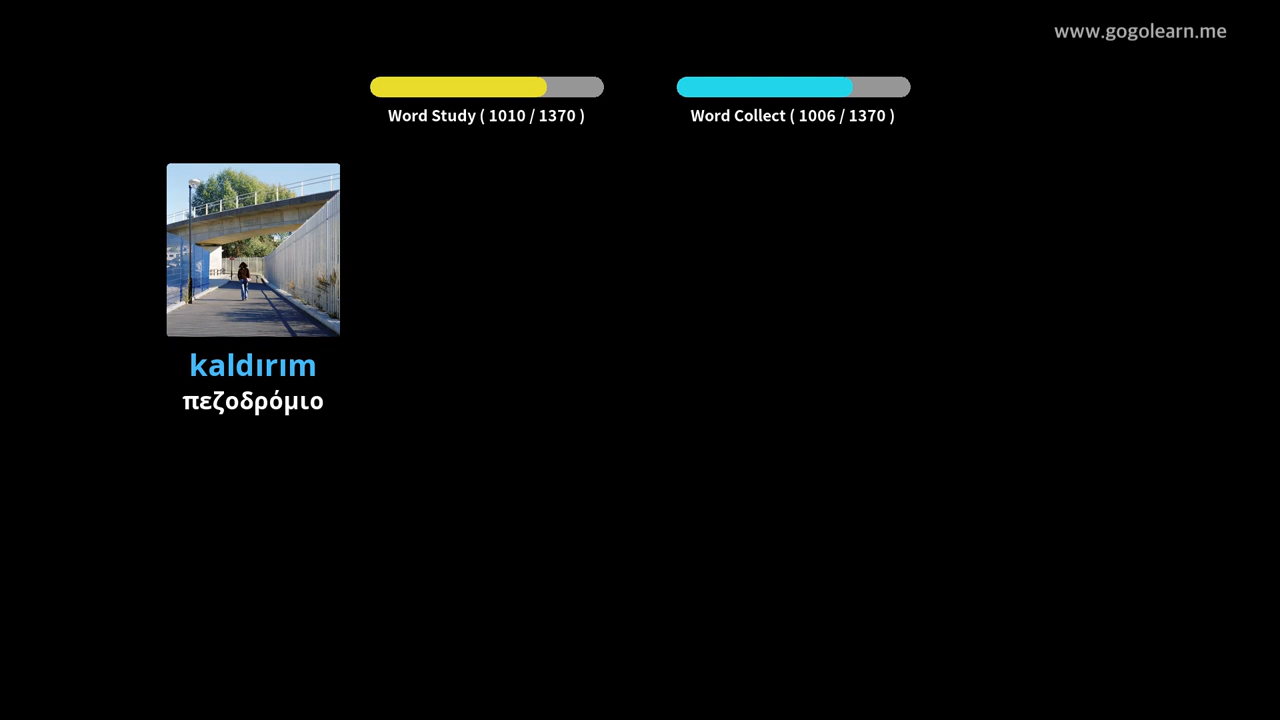 www.gogolearn.me
Word Study ( 1010 / 1370 )
Word Collect ( 1006 / 1370 )
kaldırım
πεζοδρόμιο